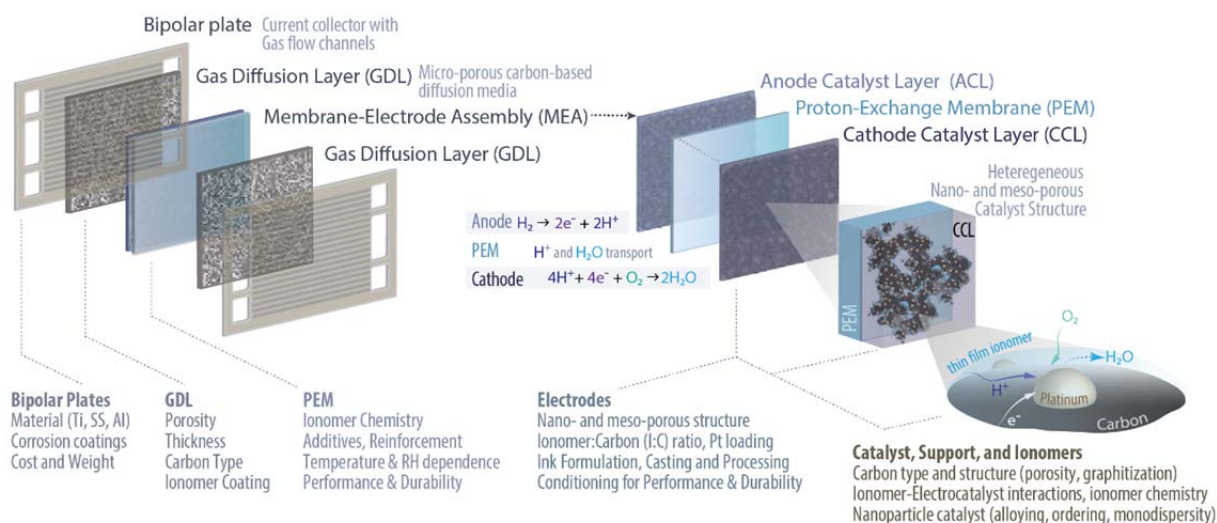 Bipolar plate
Current collector with
Gas flow channels
Gas Diffusion Layer (GDL)
Micro-porous carbon-based
diffusion media
Membrane-Electrode Assembly (MEA)
Gas Diffusion Layer (GDL)
Anode Catalyst Layer (ACL)
Proton-Exchange Membrane (PEM)
Cathode Catalyst Layer (CCL)
Heteregeneous
Nano- and meso-porous
Catalyst Structure
Anode H₂ → 2e⁻ + 2H⁺
PEM H⁺ and H₂O transport
Cathode 4H⁺+ 4e⁻ + O₂ →2H₂O
CCL
PEM
O₂
thin film ionomer
H₂O
H⁺
Platinum
e⁻
Carbon
Bipolar Plates
Material (Ti, SS, Al)
Corrosion coatings
Cost and Weight
GDL
Porosity
Thickness
Carbon Type
Ionomer Coating
PEM
Ionomer Chemistry
Additives, Reinforcement
Temperature & RH dependence
Performance & Durability
Electrodes
Nano- and meso-porous structure
Ionomer:Carbon (I:C) ratio, Pt loading
Ink Formulation, Casting and Processing
Conditioning for Performance & Durability
Catalyst, Support, and Ionomers
Carbon type and structure (porosity, graphitization)
Ionomer-Electrocatalyst interactions, ionomer chemistry
Nanoparticle catalyst (alloying, ordering, monodispersity)